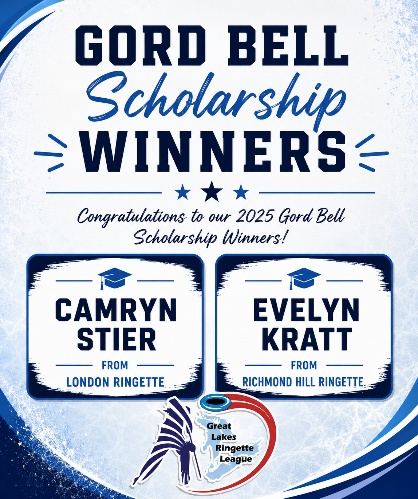 GORD BELL
Scholarship
WINNERS
Congratulations to our 2025 Gord Bell
Scholarship Winners!
CAMRYN
STIER
FROM
LONDON RINGETTE
EVELYN
KRATT
FROM
RICHMOND HILL RINGETTE
Great
Lakes
Ringette
League